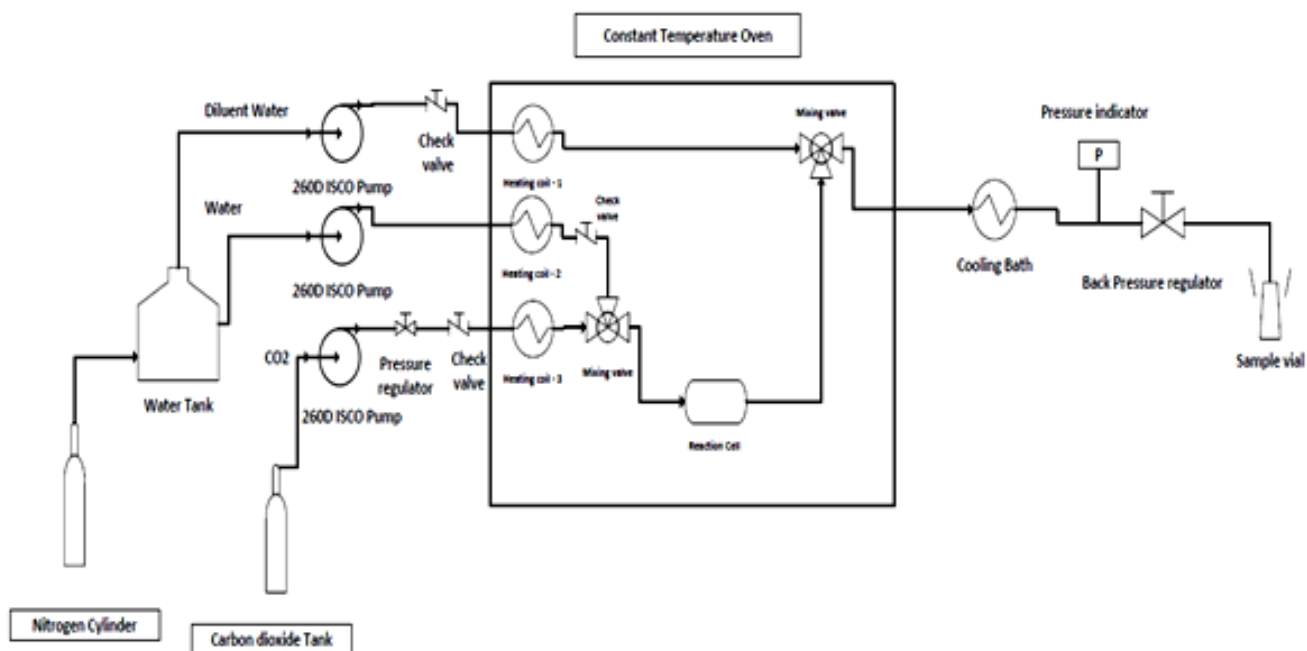 Constant Temperature Oven
Diluent Water
Check
valve
260D ISCO Pump
Heating coil - 1
Mixing valve
Pressure indicator
P
Water
Check
valve
260D ISCO Pump
Heating coil - 2
Cooling Bath
Back Pressure regulator
Sample vial
CO2
Pressure
regulator
Check
valve
260D ISCO Pump
Heating coil - 3
Mixing valve
Water Tank
Reaction Cell
Nitrogen Cylinder
Carbon dioxide Tank